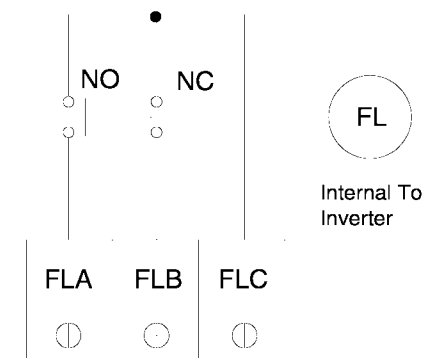 NO NC
FL
Internal To
Inverter
FLA FLB FLC